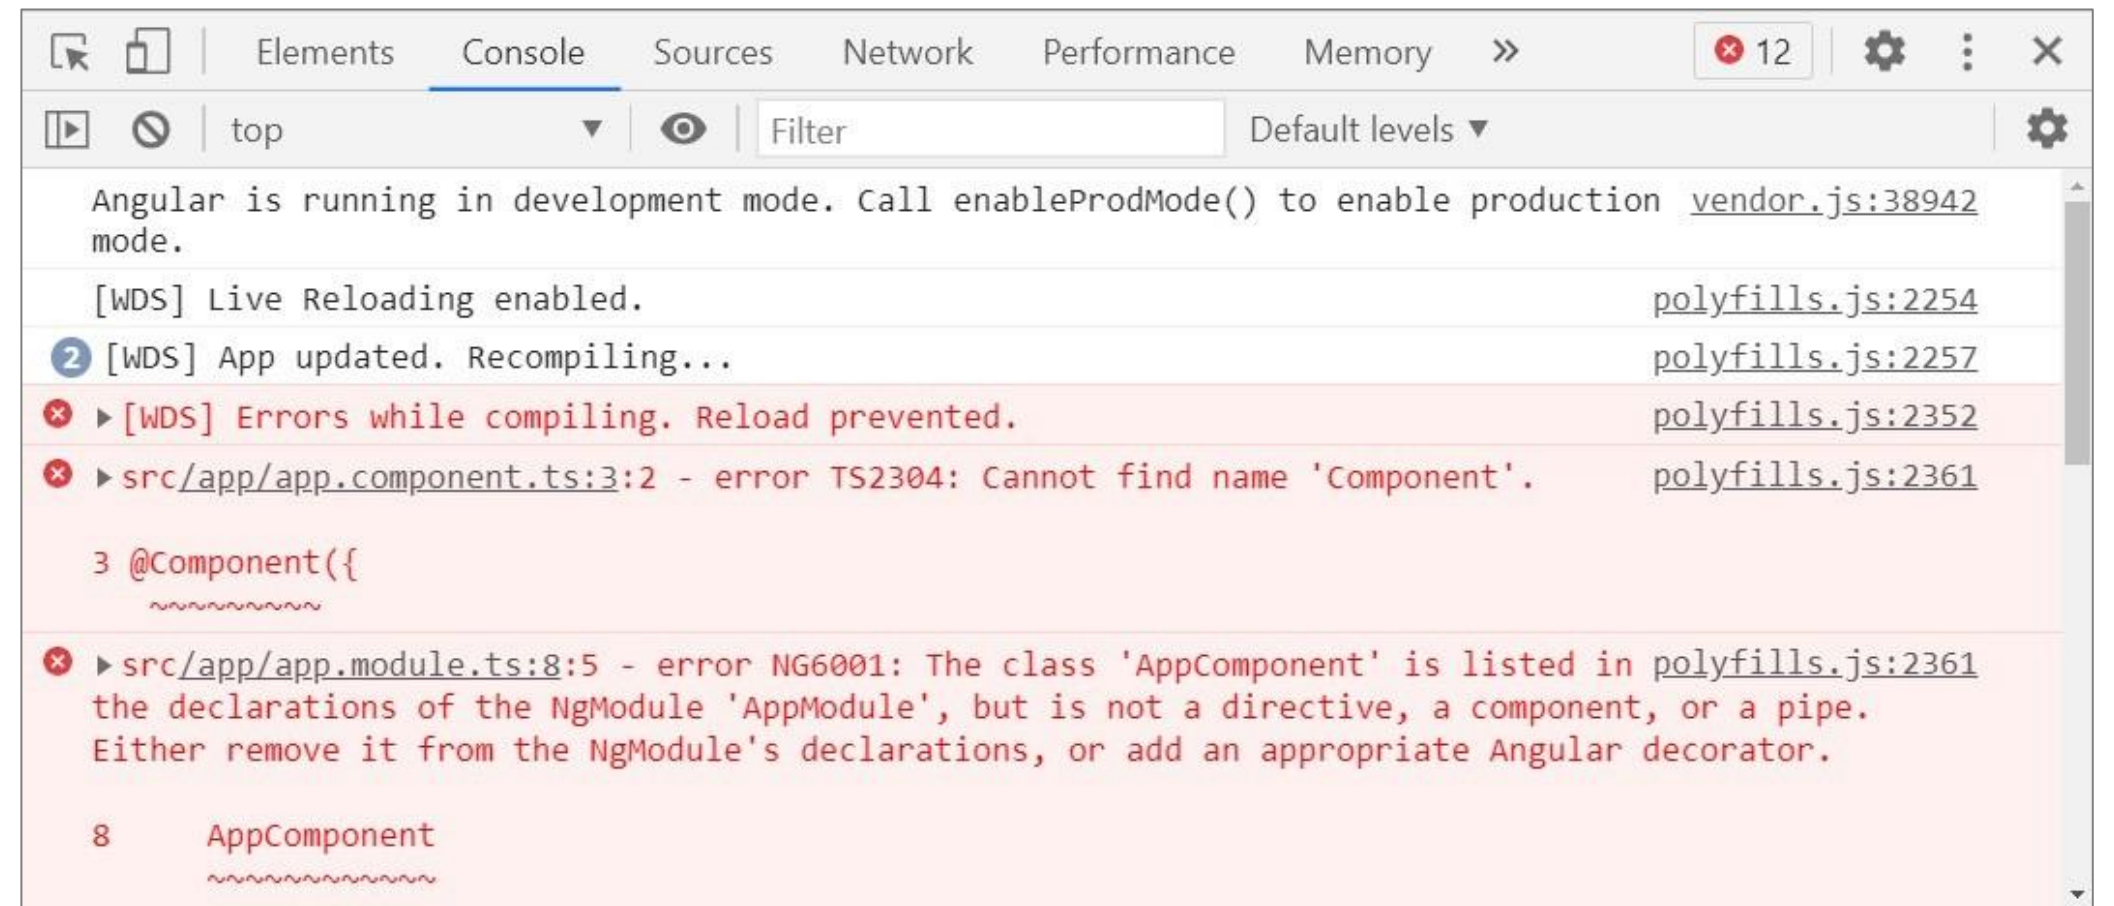 Elements Console Sources Network Performance Memory » 12
top Filter Default levels
Angular is running in development mode. Call enableProdMode() to enable production vendor.js:38942
mode.
[WDS] Live Reloading enabled. polyfills.js:2254
2 [WDS] App updated. Recompiling... polyfills.js:2257
[WDS] Errors while compiling. Reload prevented. polyfills.js:2352
src/app/app.component.ts:3:2 - error TS2304: Cannot find name 'Component'. polyfills.js:2361
3 @Component({
~~~~~~~~~
src/app/app.module.ts:8:5 - error NG6001: The class 'AppComponent' is listed in polyfills.js:2361
the declarations of the NgModule 'AppModule', but is not a directive, a component, or a pipe.
Either remove it from the NgModule's declarations, or add an appropriate Angular decorator.
8 AppComponent
~~~~~~~~~~~~